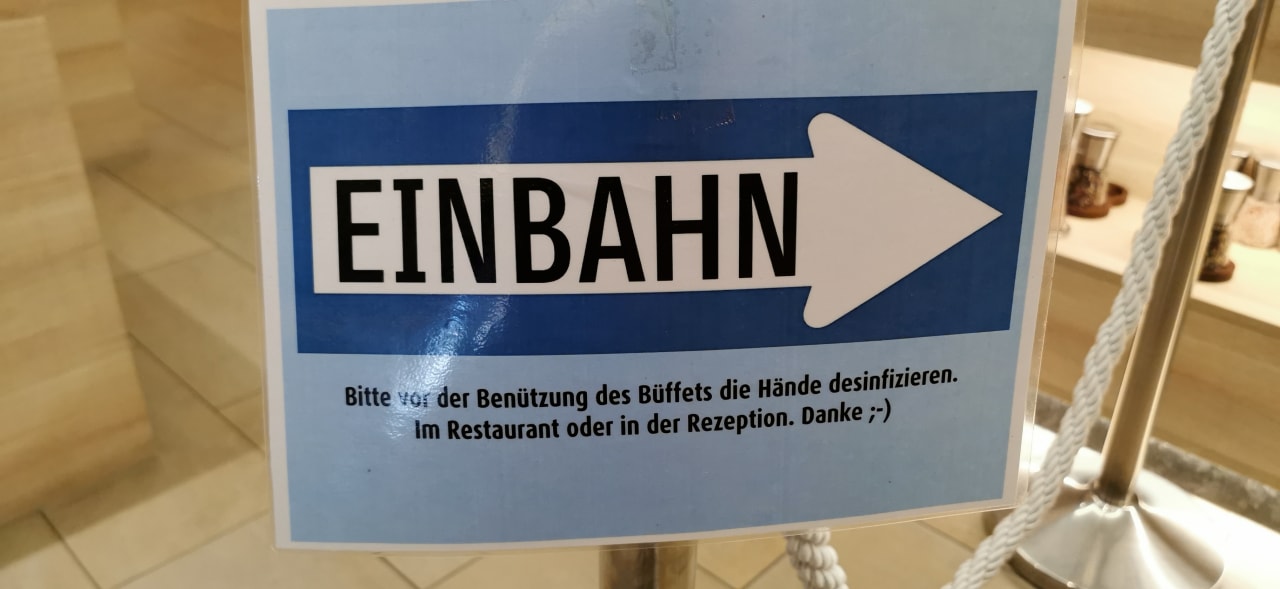 EINBAHN
Bitte vor der Benützung des Büffets die Hände desinfizieren.
Im Restaurant oder in der Rezeption. Danke ;-)